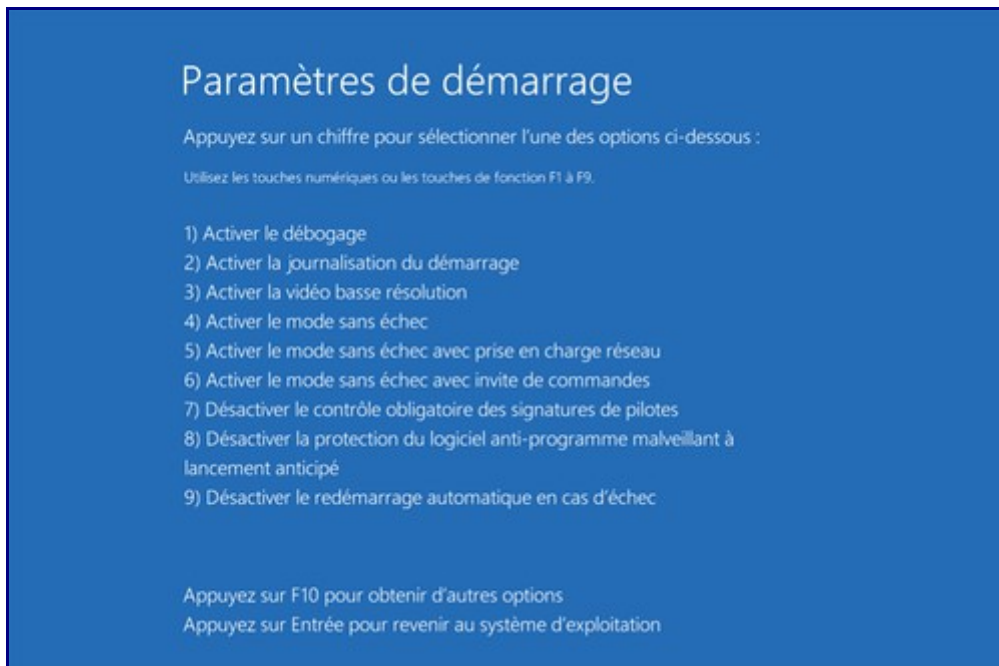 Paramètres de démarrage
Appuyez sur un chiffre pour sélectionner l'une des options ci-dessous :
Utilisez les touches numériques ou les touches de fonction F1 à F9.
1) Activer le débogage
2) Activer la journalisation du démarrage
3) Activer la vidéo basse résolution
4) Activer le mode sans échec
5) Activer le mode sans échec avec prise en charge réseau
6) Activer le mode sans échec avec invite de commandes
7) Désactiver le contrôle obligatoire des signatures de pilotes
8) Désactiver la protection du logiciel anti-programme malveillant à
lancement anticipé
9) Désactiver le redémarrage automatique en cas d'échec
Appuyez sur F10 pour obtenir d'autres options
Appuyez sur Entrée pour revenir au système d'exploitation